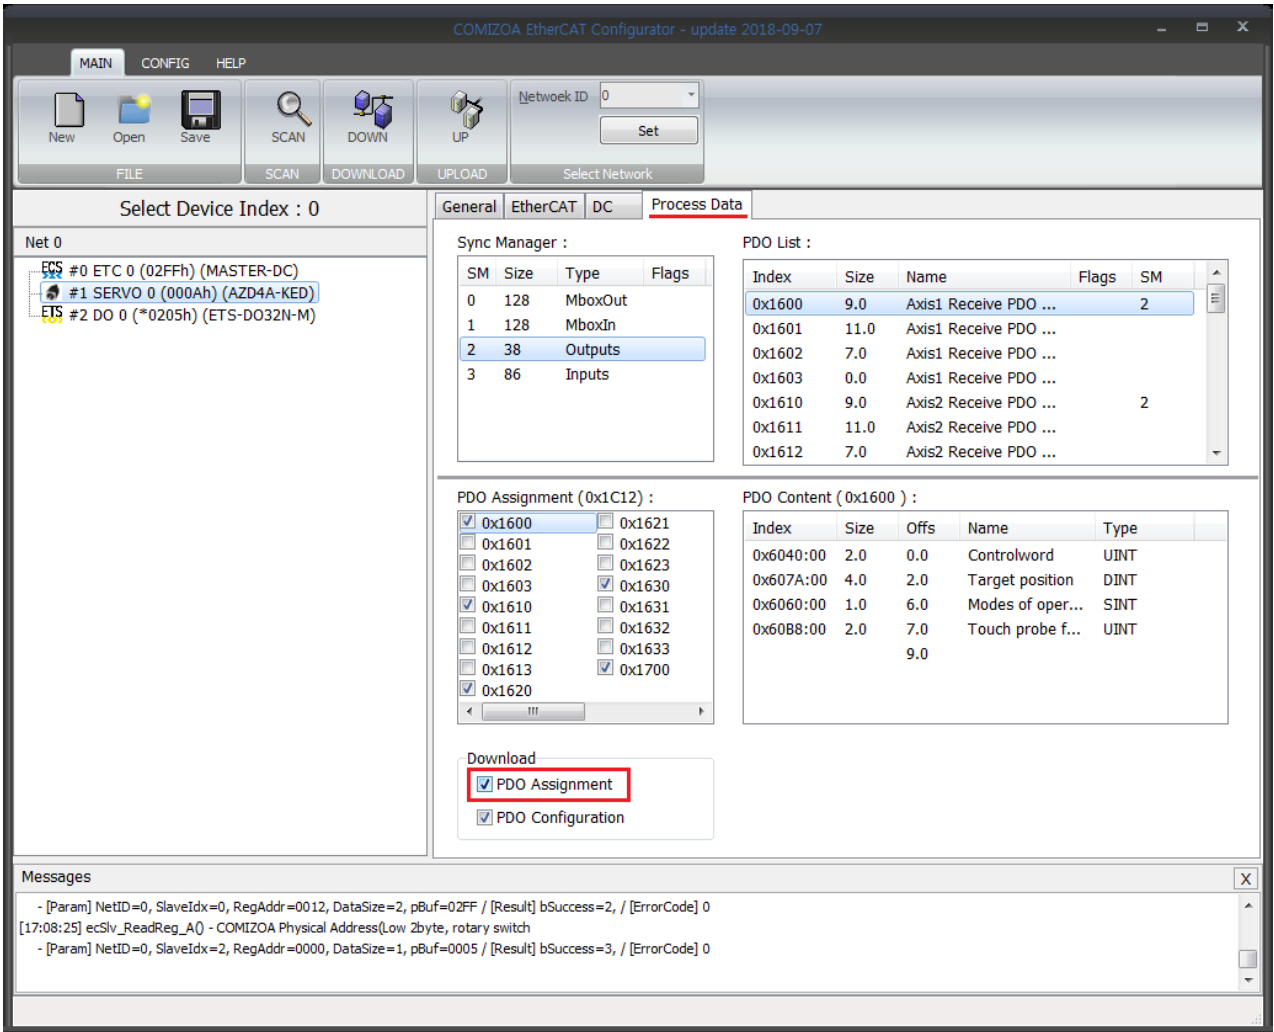 COMIZOA EtherCAT Configurator - update 2018-09-07
MAIN CONFIG HELP
New Open Save SCAN DOWN UP Netwoek ID 0
Set
FILE SCAN DOWNLOAD UPLOAD Select Network
Select Device Index : 0
Net 0
ECS #0 ETC 0 (02FFh) (MASTER-DC)
#1 SERVO 0 (000Ah) (AZD4A-KED)
ETS #2 DO 0 (*0205h) (ETS-DO32N-M)
General EtherCAT DC Process Data
Sync Manager :
SM Size Type Flags
0 128 MboxOut
1 128 MboxIn
2 38 Outputs
3 86 Inputs
PDO List :
Index Size Name Flags SM
0x1600 9.0 Axis1 Receive PDO ... 2
0x1601 11.0 Axis1 Receive PDO ...
0x1602 7.0 Axis1 Receive PDO ...
0x1603 0.0 Axis1 Receive PDO ...
0x1610 9.0 Axis2 Receive PDO ... 2
0x1611 11.0 Axis2 Receive PDO ...
0x1612 7.0 Axis2 Receive PDO ...
PDO Assignment (0x1C12) :
0x1600 0x1621
0x1601 0x1622
0x1602 0x1623
0x1603 0x1630
0x1610 0x1631
0x1611 0x1632
0x1612 0x1633
0x1613 0x1700
0x1620
PDO Content ( 0x1600 ) :
Index Size Offs Name Type
0x6040:00 2.0 0.0 Controlword UINT
0x607A:00 4.0 2.0 Target position DINT
0x6060:00 1.0 6.0 Modes of oper... SINT
0x60B8:00 2.0 7.0 Touch probe f... UINT
9.0
Download
PDO Assignment
PDO Configuration
Messages X
- [Param] NetID=0, SlaveIdx=0, RegAddr=0012, DataSize=2, pBuf=02FF / [Result] bSuccess=2, / [ErrorCode] 0
[17:08:25] ecSlv_ReadReg_A() - COMIZOA Physical Address(Low 2byte, rotary switch
- [Param] NetID=0, SlaveIdx=2, RegAddr=0000, DataSize=1, pBuf=0005 / [Result] bSuccess=3, / [ErrorCode] 0